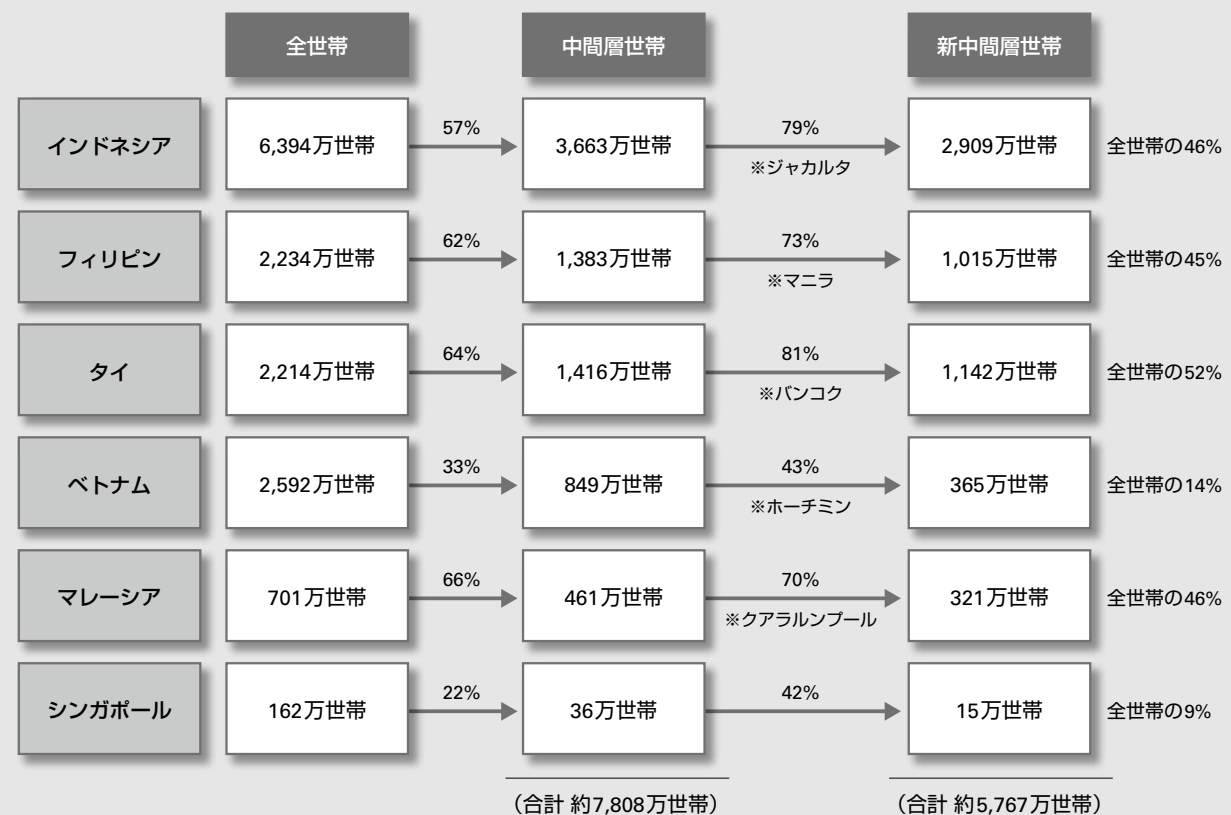 全世帯 中間層世帯 新中間層世帯
インドネシア 6,394万世帯 57% 3,663万世帯 79% ※ジャカルタ 2,909万世帯 全世帯の46%
フィリピン 2,234万世帯 62% 1,383万世帯 73% ※マニラ 1,015万世帯 全世帯の45%
タイ 2,214万世帯 64% 1,416万世帯 81% ※バンコク 1,142万世帯 全世帯の52%
ベトナム 2,592万世帯 33% 849万世帯 43% ※ホーチミン 365万世帯 全世帯の14%
マレーシア 701万世帯 66% 461万世帯 70% ※クアラルンプール 321万世帯 全世帯の46%
シンガポール 162万世帯 22% 36万世帯 42% 15万世帯 全世帯の9%
（合計 約7,808万世帯） （合計 約5,767万世帯）